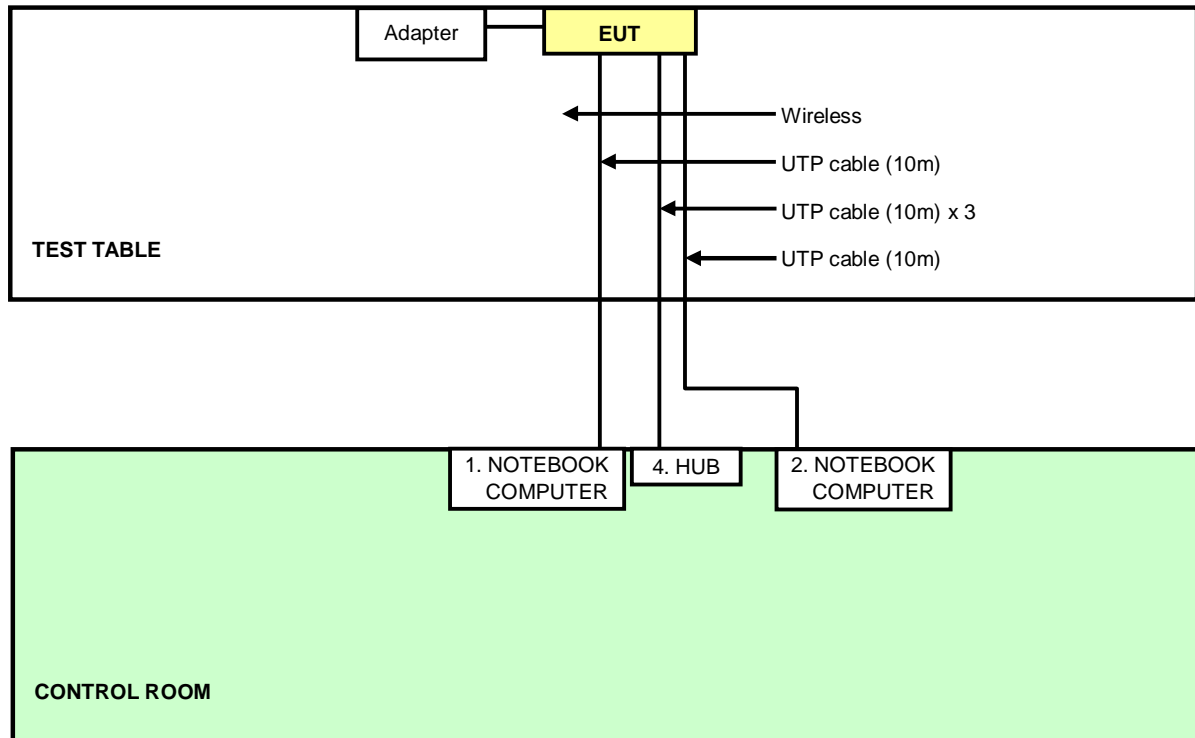 Adapter
EUT
Wireless
UTP cable (10m)
UTP cable (10m) x 3
TEST TABLE
UTP cable (10m)
1. NOTEBOOK
COMPUTER
4. HUB
2. NOTEBOOK
COMPUTER
CONTROL ROOM